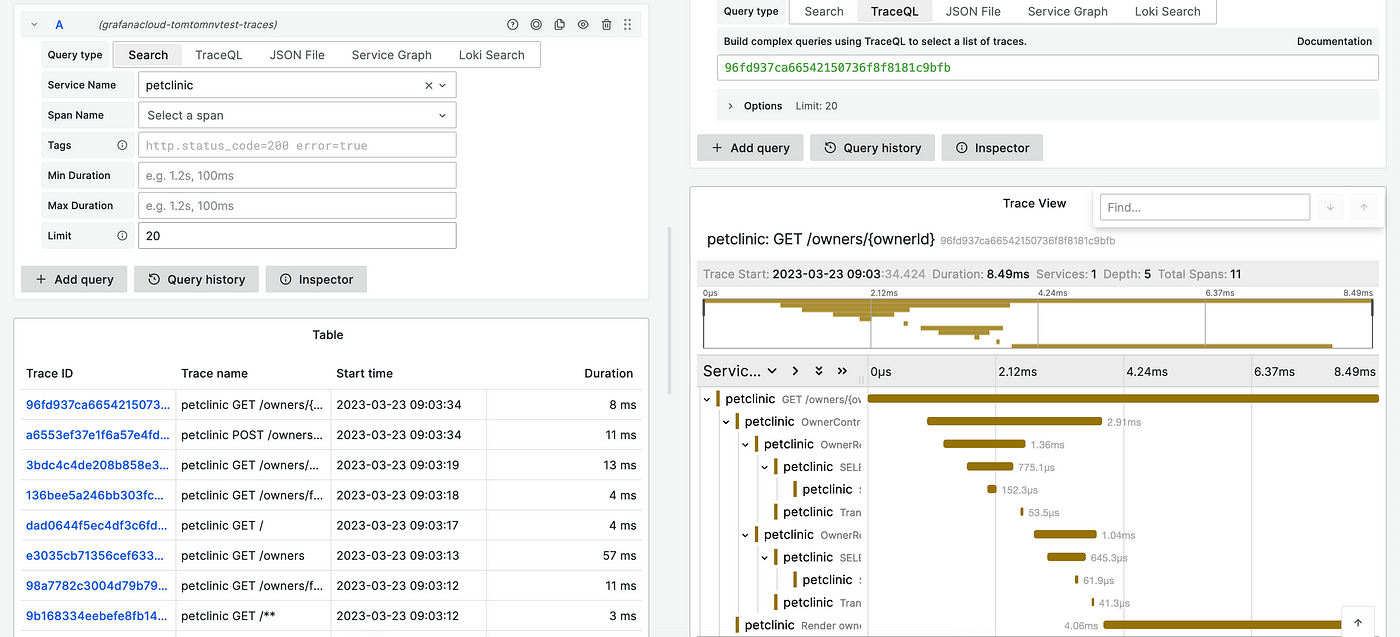 A (grafanacloud-tomtomnvtest-traces)
Query type Search TraceQL JSON File Service Graph Loki Search
Service Name petclinic
Span Name Select a span
Tags http.status_code=200 error=true
Min Duration e.g. 1.2s, 100ms
Max Duration e.g. 1.2s, 100ms
Limit 20
+ Add query Query history Inspector
Table
Trace ID Trace name Start time Duration
96fd937ca6654215073... petclinic GET /owners/{... 2023-03-23 09:03:34 8 ms
a6553ef37e1f6a57e4fd... petclinic POST /owners... 2023-03-23 09:03:34 11 ms
3bdc4c4de208b858e3... petclinic GET /owners/... 2023-03-23 09:03:19 13 ms
136bee5a246bb303fc... petclinic GET /owners/f... 2023-03-23 09:03:18 4 ms
dad0644f5ec4df3c6fd... petclinic GET / 2023-03-23 09:03:17 4 ms
e3035cb71356cef633... petclinic GET /owners 2023-03-23 09:03:13 57 ms
98a7782c3004d79b79... petclinic GET /owners/f... 2023-03-23 09:03:12 11 ms
9b168334eebefe8fb14... petclinic GET /** 2023-03-23 09:03:12 3 ms
Query type Search TraceQL JSON File Service Graph Loki Search
Build complex queries using TraceQL to select a list of traces. Documentation
96fd937ca66542150736f8f8181c9bfb
Options Limit: 20
+ Add query Query history Inspector
Trace View Find...
petclinic: GET /owners/{ownerId} 96fd937ca66542150736f8f8181c9bfb
Trace Start: 2023-03-23 09:03:34.424 Duration: 8.49ms Services: 1 Depth: 5 Total Spans: 11
0μs 2.12ms 4.24ms 6.37ms 8.49ms
Servic... 0μs 2.12ms 4.24ms 6.37ms 8.49ms
petclinic GET /owners/{ow
petclinic OwnerContr 2.91ms
petclinic OwnerRe 1.36ms
petclinic SELE 775.1μs
petclinic 152.3μs
petclinic Tran 53.5μs
petclinic OwnerRe 1.04ms
petclinic SELE 645.3μs
petclinic 61.9μs
petclinic Tran 41.3μs
petclinic Render owne 4.06ms